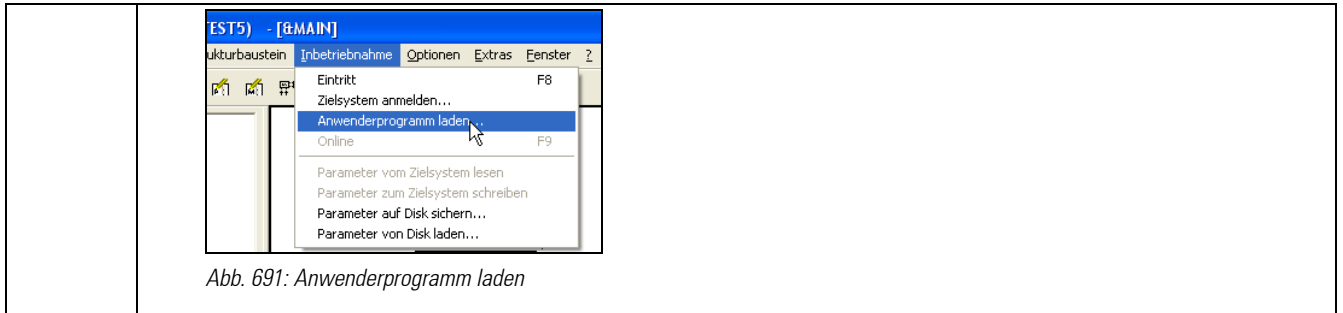 TEST5) - [&MAIN]
ukturbaustein Inbetriebnahme Optionen Extras Fenster ?
Eintritt F8
Zielsystem anmelden...
Anwenderprogramm laden...
Online F9
Parameter vom Zielsystem lesen
Parameter zum Zielsystem schreiben
Parameter auf Disk sichern...
Parameter von Disk laden...
Abb. 691: Anwenderprogramm laden